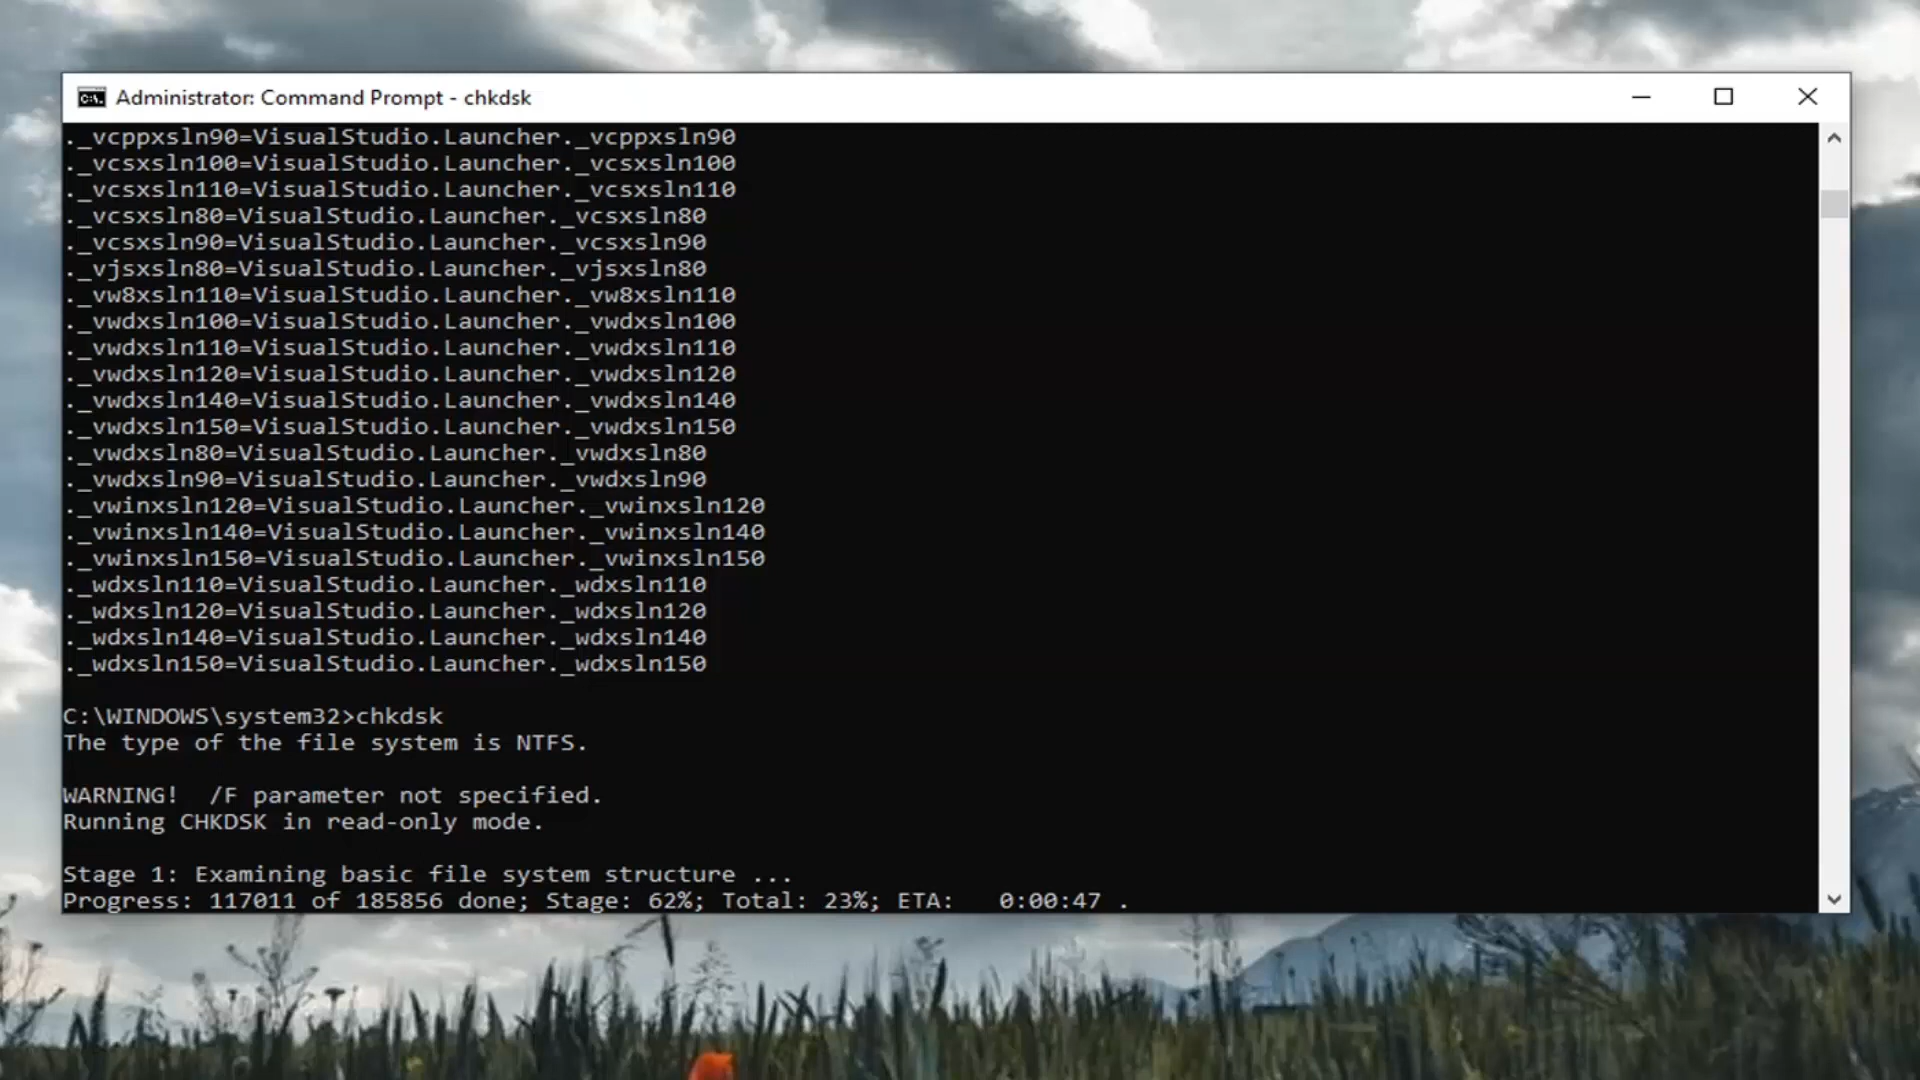 Administrator: Command Prompt - chkdsk
._vcppxsln90=VisualStudio.Launcher._vcppxsln90
._vcsxsln100=VisualStudio.Launcher._vcsxsln100
._vcsxsln110=VisualStudio.Launcher._vcsxsln110
._vcsxsln80=VisualStudio.Launcher._vcsxsln80
._vcsxsln90=VisualStudio.Launcher._vcsxsln90
._vjsxsln80=VisualStudio.Launcher._vjsxsln80
._vw8xsln110=VisualStudio.Launcher._vw8xsln110
._vwdxsln100=VisualStudio.Launcher._vwdxsln100
._vwdxsln110=VisualStudio.Launcher._vwdxsln110
._vwdxsln120=VisualStudio.Launcher._vwdxsln120
._vwdxsln140=VisualStudio.Launcher._vwdxsln140
._vwdxsln150=VisualStudio.Launcher._vwdxsln150
._vwdxsln80=VisualStudio.Launcher._vwdxsln80
._vwdxsln90=VisualStudio.Launcher._vwdxsln90
._vwinxsln120=VisualStudio.Launcher._vwinxsln120
._vwinxsln140=VisualStudio.Launcher._vwinxsln140
._vwinxsln150=VisualStudio.Launcher._vwinxsln150
._wdxsln110=VisualStudio.Launcher._wdxsln110
._wdxsln120=VisualStudio.Launcher._wdxsln120
._wdxsln140=VisualStudio.Launcher._wdxsln140
._wdxsln150=VisualStudio.Launcher._wdxsln150
C:\WINDOWS\system32>chkdsk
The type of the file system is NTFS.
WARNING!  /F parameter not specified.
Running CHKDSK in read-only mode.
Stage 1: Examining basic file system structure ...
Progress: 117011 of 185856 done; Stage: 62%; Total: 23%; ETA:   0:00:47 .